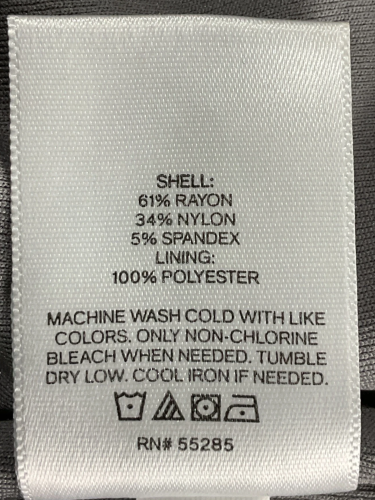 SHELL:
61% RAYON
34% NYLON
5% SPANDEX
LINING:
100% POLYESTER
MACHINE WASH COLD WITH LIKE
COLORS. ONLY NON-CHLORINE
BLEACH WHEN NEEDED. TUMBLE
DRY LOW. COOL IRON IF NEEDED.
RN# 55285